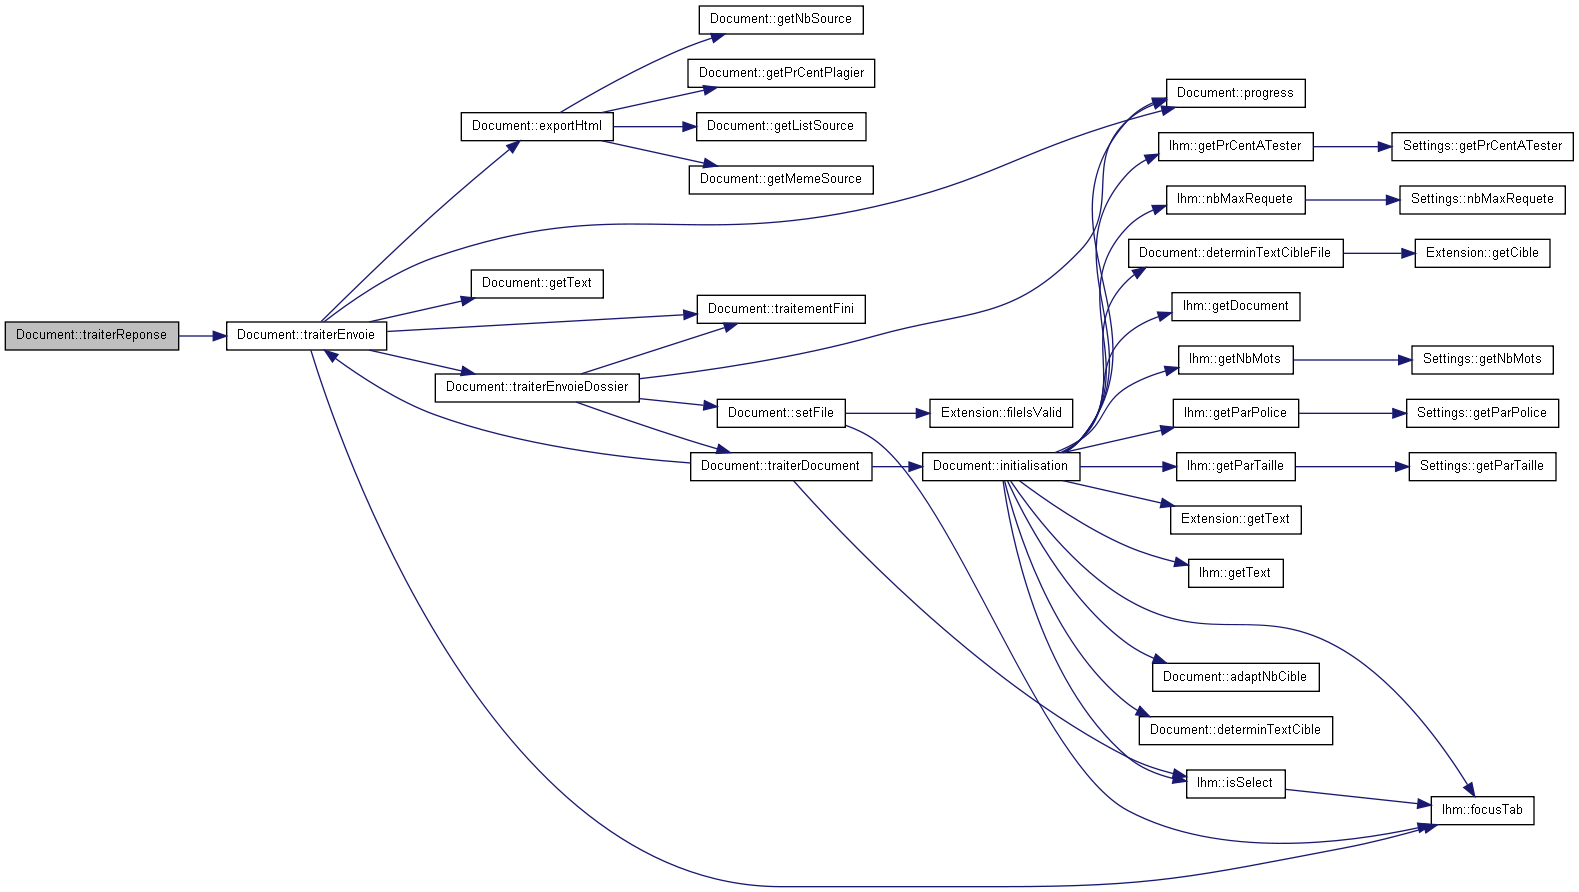 Document::getNbSource
Document::getPrCentPlagier
Document::progress
Document::exportHtml
Document::getListSource
Ihm::getPrCentATester
Settings::getPrCentATester
Document::getMemeSource
Ihm::nbMaxRequete
Settings::nbMaxRequete
Document::determinTextCibleFile
Extension::getCible
Document::getText
Document::traitementFini
Ihm::getDocument
Document::traiterReponse
Document::traiterEnvoie
Ihm::getNbMots
Settings::getNbMots
Document::traiterEnvoieDossier
Document::setFile
Extension::fileIsValid
Ihm::getParPolice
Settings::getParPolice
Document::traiterDocument
Document::initialisation
Ihm::getParTaille
Settings::getParTaille
Extension::getText
Ihm::getText
Document::adaptNbCible
Document::determinTextCible
Ihm::isSelect
Ihm::focusTab